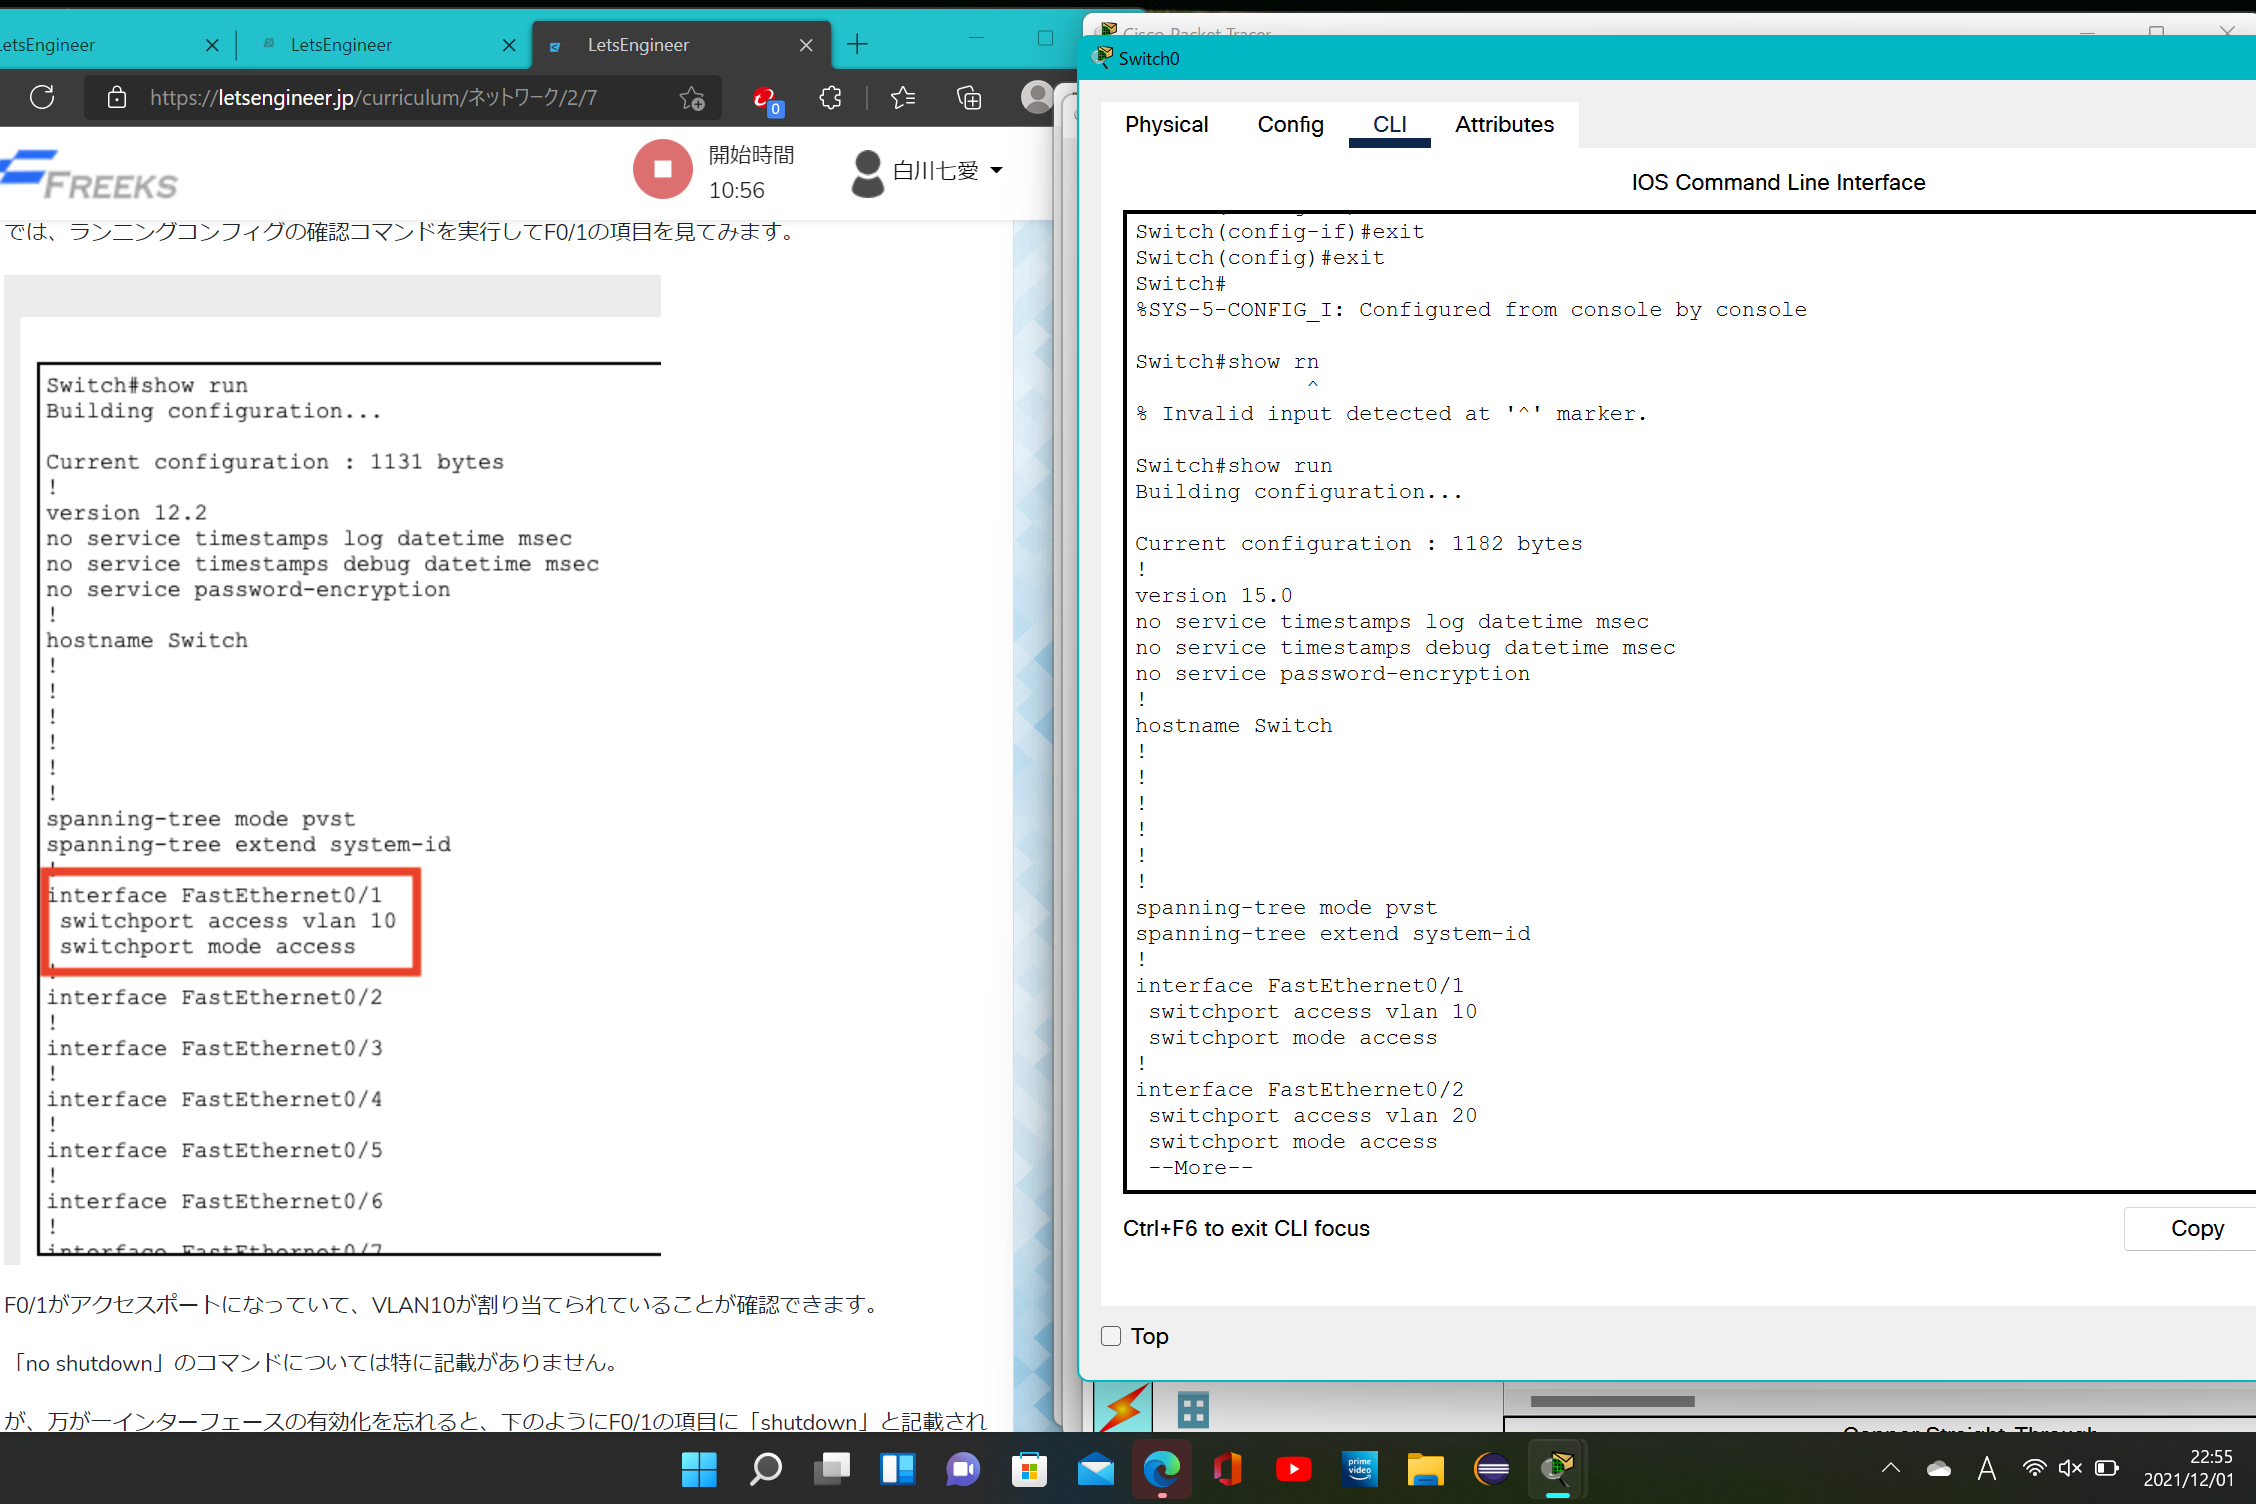 LetsEngineer
LetsEngineer
LetsEngineer
https://letsengineer.jp/curriculum/ネットワーク/2/7
0
FREEKS
開始時間
10:56
白川七愛
では、ランニングコンフィグの確認コマンドを実行してF0/1の項目を見てみます。
Switch#show run
Building configuration...
Current configuration : 1131 bytes
!
version 12.2
no service timestamps log datetime msec
no service timestamps debug datetime msec
no service password-encryption
!
hostname Switch
!
!
!
!
!
!
spanning-tree mode pvst
spanning-tree extend system-id
!
interface FastEthernet0/1
switchport access vlan 10
switchport mode access
!
interface FastEthernet0/2
!
interface FastEthernet0/3
!
interface FastEthernet0/4
!
interface FastEthernet0/5
!
interface FastEthernet0/6
!
interface FastEthernet0/7
F0/1がアクセスポートになっていて、VLAN10が割り当てられていることが確認できます。
「no shutdown」のコマンドについては特に記載がありません。
が、万が一インターフェースの有効化を忘れると、下のようにF0/1の項目に「shutdown」と記載され
Cisco Packet Tracer
Switch0
Physical Config CLI Attributes
IOS Command Line Interface
Switch(config-if)#exit
Switch(config)#exit
Switch#
%SYS-5-CONFIG_I: Configured from console by console
Switch#show rn
^
% Invalid input detected at '^' marker.
Switch#show run
Building configuration...
Current configuration : 1182 bytes
!
version 15.0
no service timestamps log datetime msec
no service timestamps debug datetime msec
no service password-encryption
!
hostname Switch
!
!
!
!
!
!
spanning-tree mode pvst
spanning-tree extend system-id
!
interface FastEthernet0/1
switchport access vlan 10
switchport mode access
!
interface FastEthernet0/2
switchport access vlan 20
switchport mode access
--More--
Ctrl+F6 to exit CLI focus
Copy
Top
Copper Straight-Through
prime video
A
22:55
2021/12/01